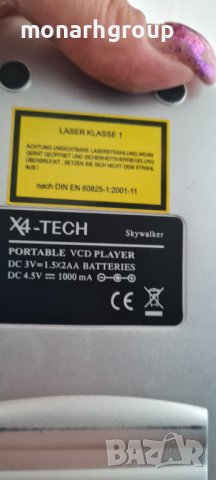 monarhgroup
LASER KLASSE 1
ACHTUNG UNSICHTBARE LASERSTRAHLUNG,WENN
GERÄT GEÖFFNET UND SICHERHEITSVERRIEGELUNG
ÜBERBRÜCKT , SETZEN SIE SICH NICHT DEM STRAHL
AUS !
nach DIN EN 60825-1:2001-11
X4-TECH Skywalker
PORTABLE VCD PLAYER
DC 3V=1.5X2AA BATTERIES
DC 4.5V 1000 mA
CE
BAZAR